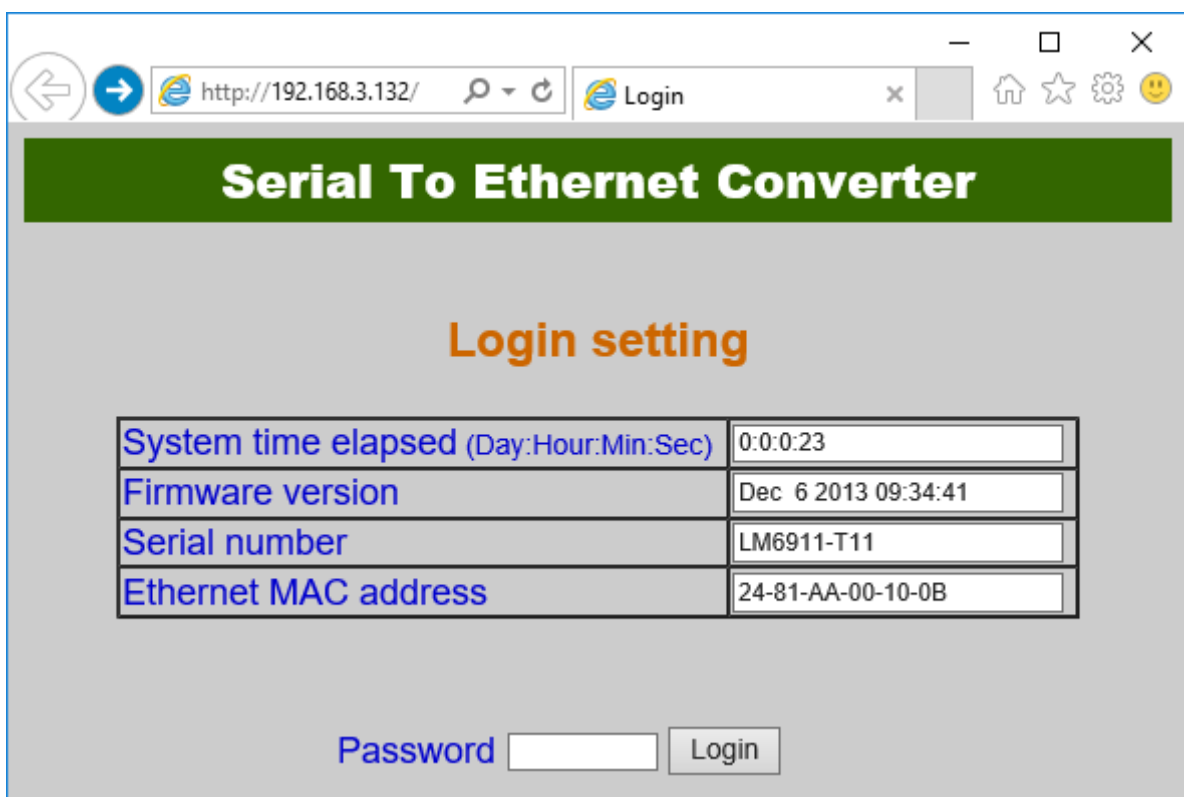 http://192.168.3.132/
Login
Serial To Ethernet Converter
Login setting
System time elapsed (Day:Hour:Min:Sec) 0:0:0:23
Firmware version Dec  6 2013 09:34:41
Serial number LM6911-T11
Ethernet MAC address 24-81-AA-00-10-0B
Password Login